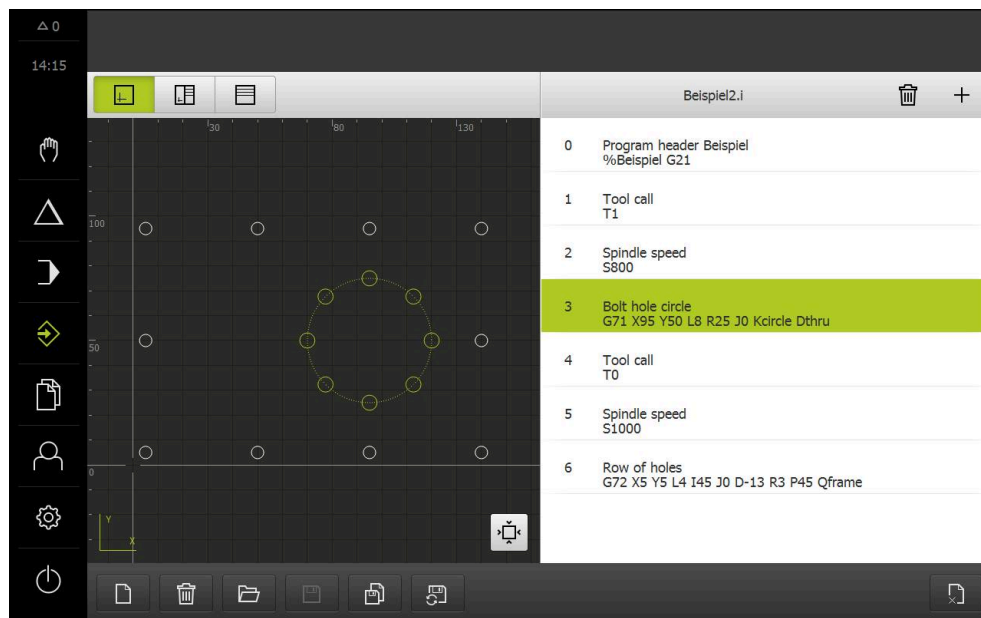 0
14:15
Beispiel2.i
30
80
130
100
50
0
Y
X
0 Program header Beispiel
%Beispiel G21
1 Tool call
T1
2 Spindle speed
S800
3 Bolt hole circle
G71 X95 Y50 L8 R25 J0 Kcircle Dthru
4 Tool call
T0
5 Spindle speed
S1000
6 Row of holes
G72 X5 Y5 L4 I45 J0 D-13 R3 P45 Qframe